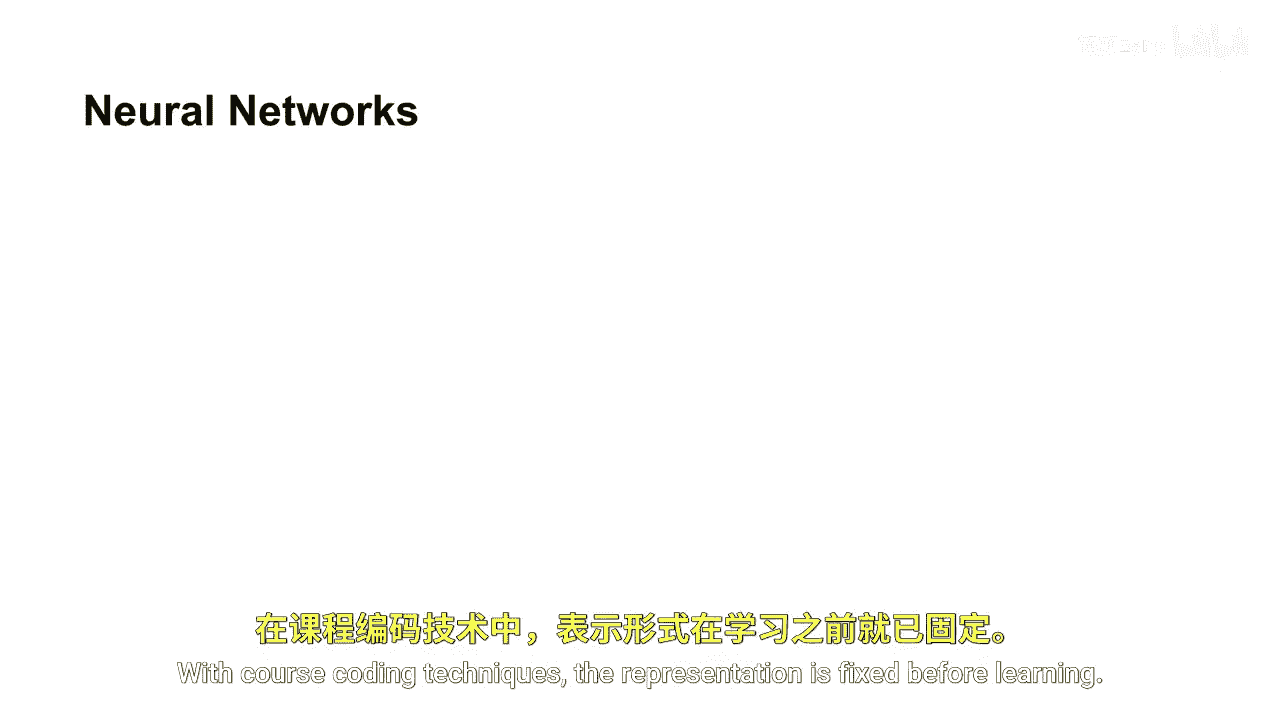 Neural Networks
在课程编码技术中，表示形式在学习之前就已固定。
With course coding techniques, the representation is fixed before learning.